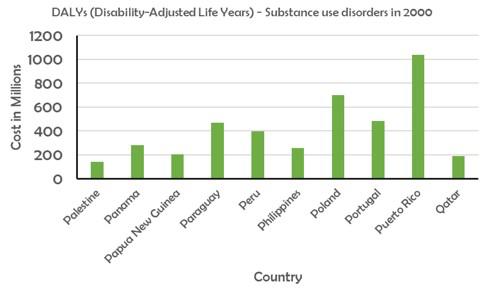 DALYs (Disability-Adjusted Life Years) - Substance use disorders in 2000
1200
1000
800
600
400
200
0
Cost in Millions
Palestine
Panama
Papua New Guinea
Paraguay
Peru
Philippines
Poland
Portugal
Puerto Rico
Qatar
Country